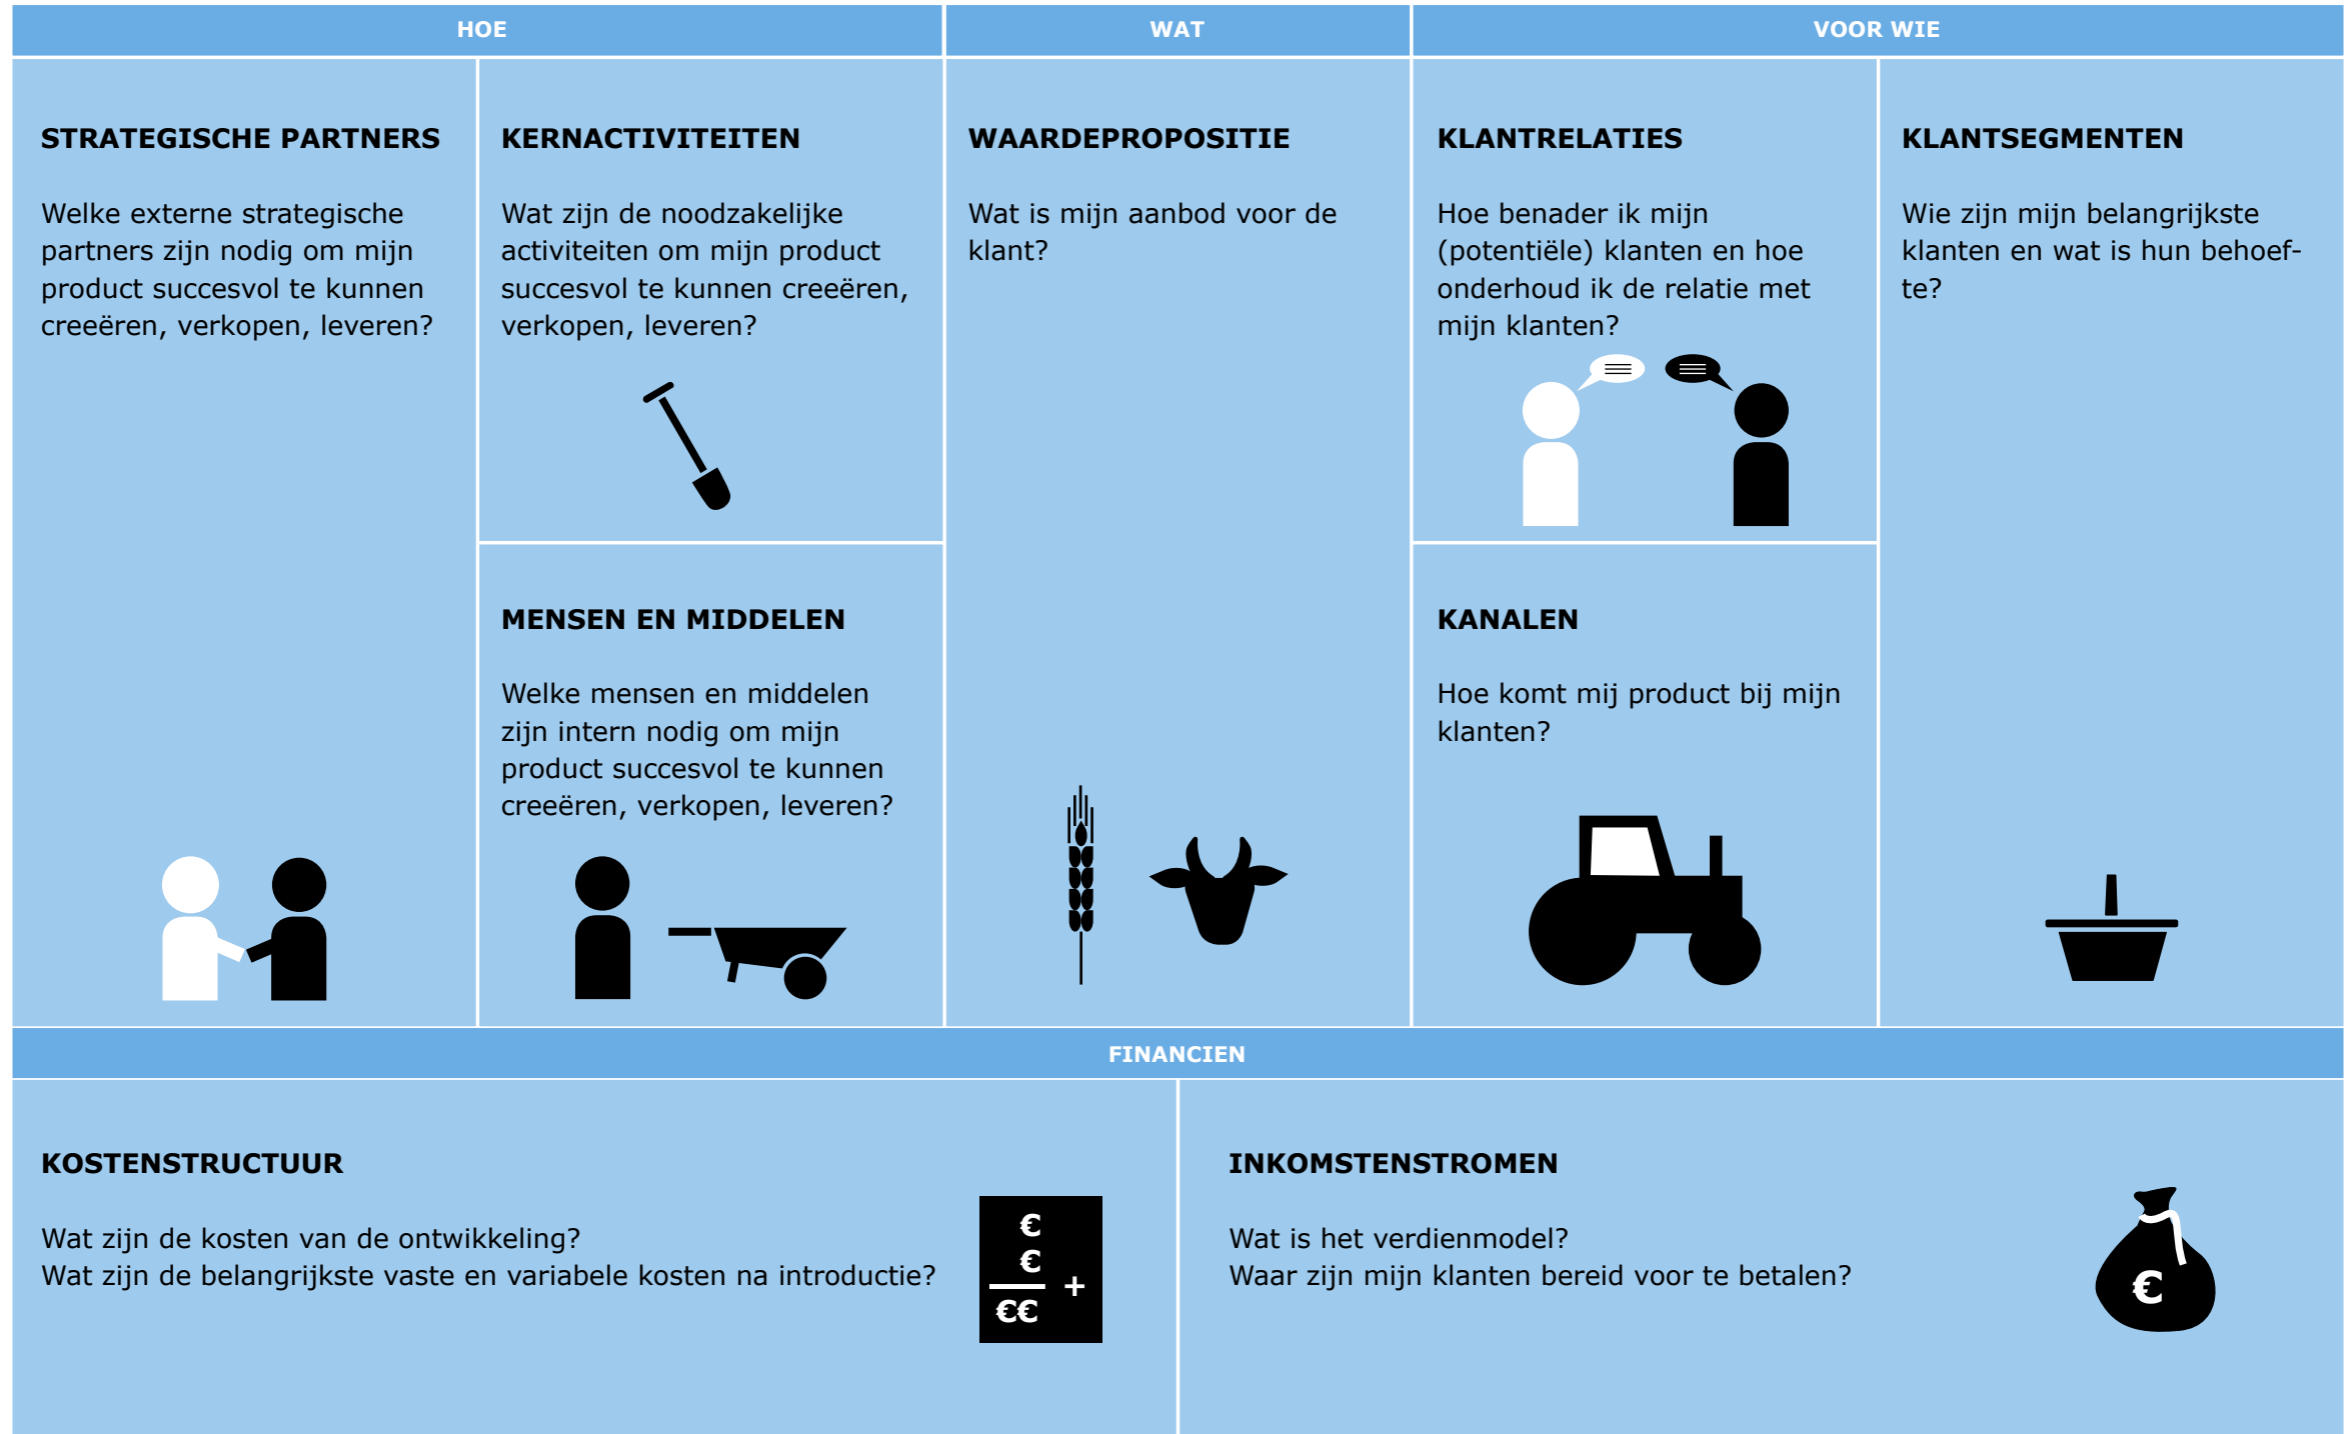 HOE
WAT
VOOR WIE
STRATEGISCHE PARTNERS
Welke externe strategische
partners zijn nodig om mijn
product succesvol te kunnen
creeëren, verkopen, leveren?
KERNACTIVITEITEN
Wat zijn de noodzakelijke
activiteiten om mijn product
succesvol te kunnen creeëren,
verkopen, leveren?
MENSEN EN MIDDELEN
Welke mensen en middelen
zijn intern nodig om mijn
product succesvol te kunnen
creeëren, verkopen, leveren?
WAARDEPROPOSITIE
Wat is mijn aanbod voor de
klant?
KLANTRELATIES
Hoe benader ik mijn
(potentiële) klanten en hoe
onderhoud ik de relatie met
mijn klanten?
KANALEN
Hoe komt mij product bij mijn
klanten?
KLANTSEGMENTEN
Wie zijn mijn belangrijkste
klanten en wat is hun behoef-
te?
FINANCIEN
KOSTENSTRUCTUUR
Wat zijn de kosten van de ontwikkeling?
Wat zijn de belangrijkste vaste en variabele kosten na introductie?
€
€
+
€€
INKOMSTENSTROMEN
Wat is het verdienmodel?
Waar zijn mijn klanten bereid voor te betalen?
€